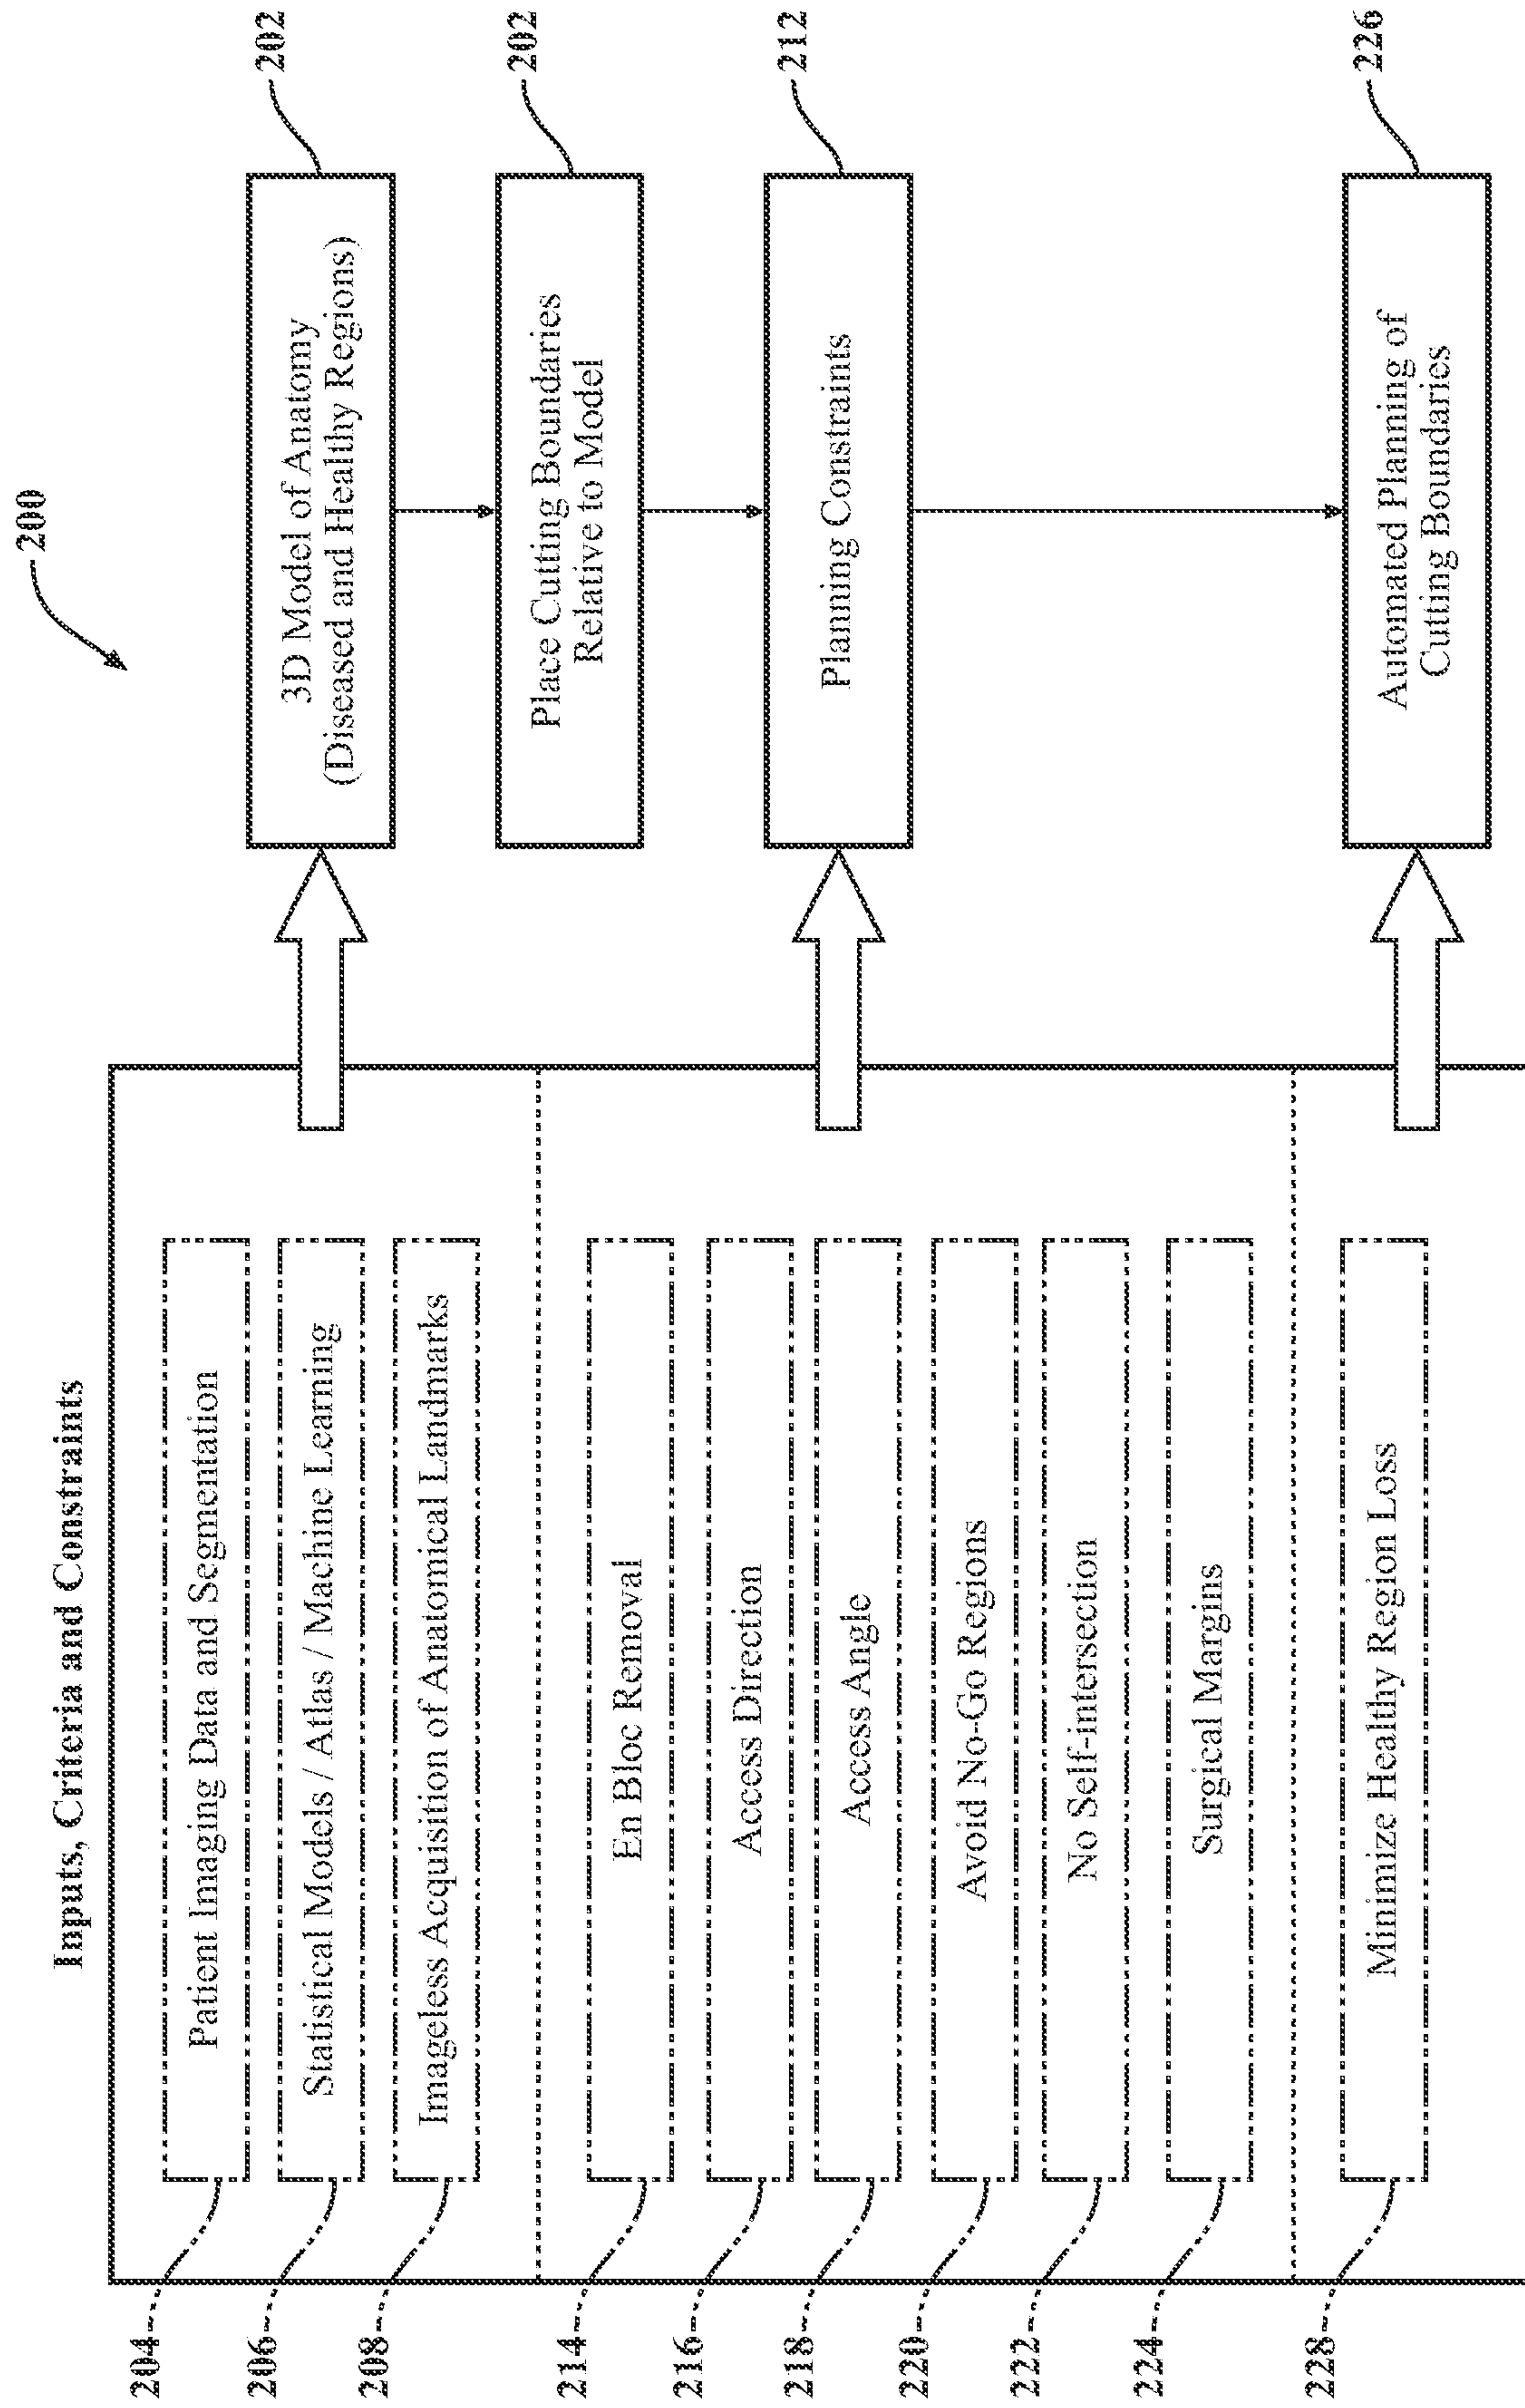 200
Inputs, Criteria and Constraints
204
Patient Imaging Data and Segmentation
206
Statistical Models / Atlas / Machine Learning
208
Imageless Acquisition of Anatomical Landmarks
3D Model of Anatomy
(Diseased and Healthy Regions)
202
Place Cutting Boundaries
Relative to Model
202
214
En Bloc Removal
216
Access Direction
218
Access Angle
220
Avoid No-Go Regions
222
No Self-intersection
224
Surgical Margins
Planning Constraints
212
228
Minimize Healthy Region Loss
Automated Planning of
Cutting Boundaries
226